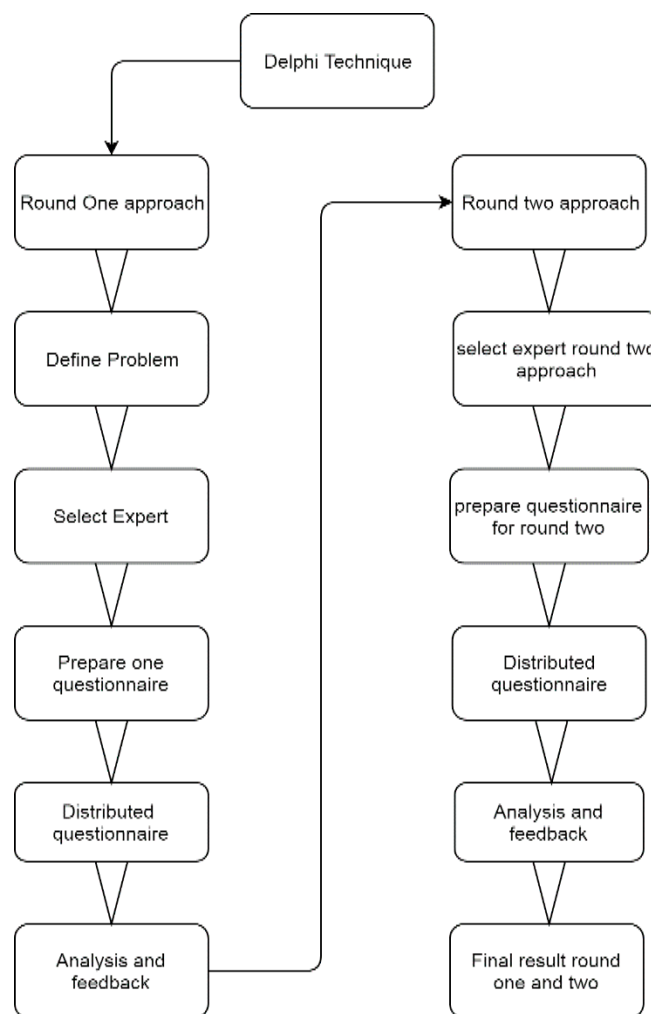 Delphi Technique
Round One approach
Define Problem
Select Expert
Prepare one
questionnaire
Distributed
questionnaire
Analysis and
feedback
Round two approach
select expert round two
approach
prepare questionnaire
for round two
Distributed
questionnaire
Analysis and
feedback
Final result round
one and two